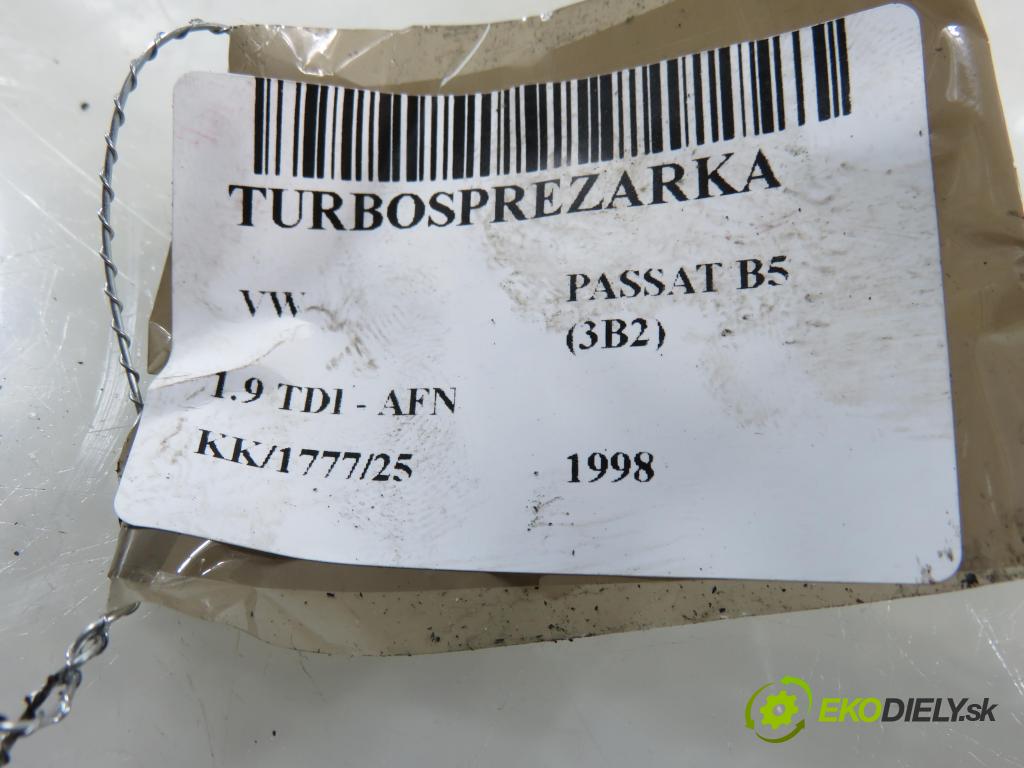 TURBOSPREZARKA
VW
PASSAT B5
(3B2)
1.9 TDI - AFN
KK/1777/25
1998
EKODIELY.sk